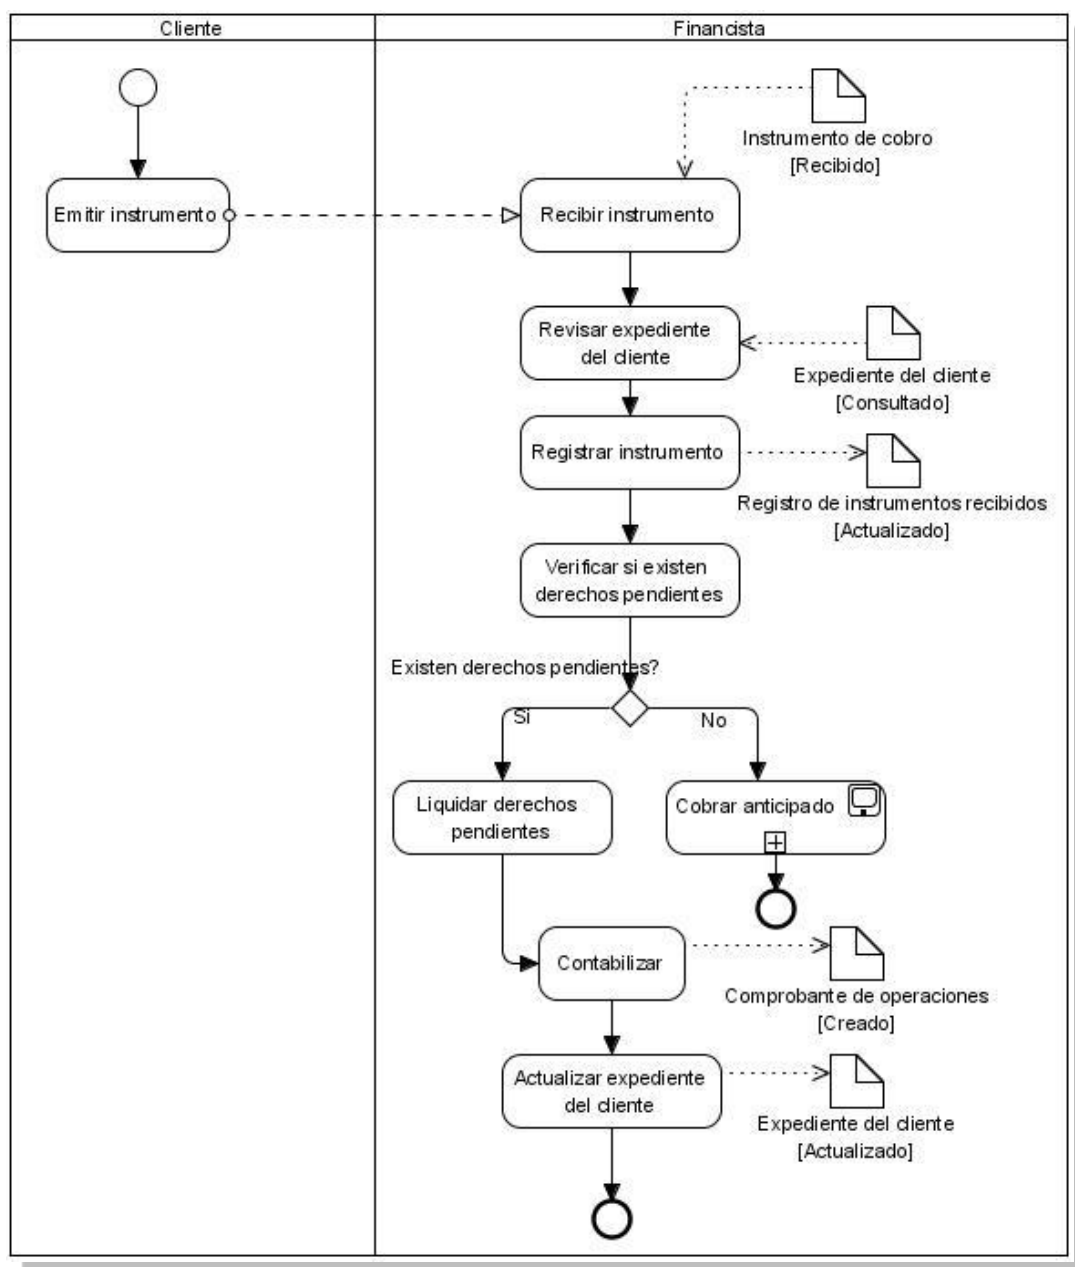 Cliente
Financista
Instrumento de cobro
[Recibido]
Emitir instrumento
Recibir instrumento
Revisar expediente
del cliente
Expediente del cliente
[Consultado]
Registrar instrumento
Registro de instrumentos recibidos
[Actualizado]
Verificar si existen
derechos pendientes
Existen derechos pendientes?
Si
No
Liquidar derechos
pendientes
Cobrar anticipado
Contabilizar
Comprobante de operaciones
[Creado]
Actualizar expediente
del cliente
Expediente del cliente
[Actualizado]